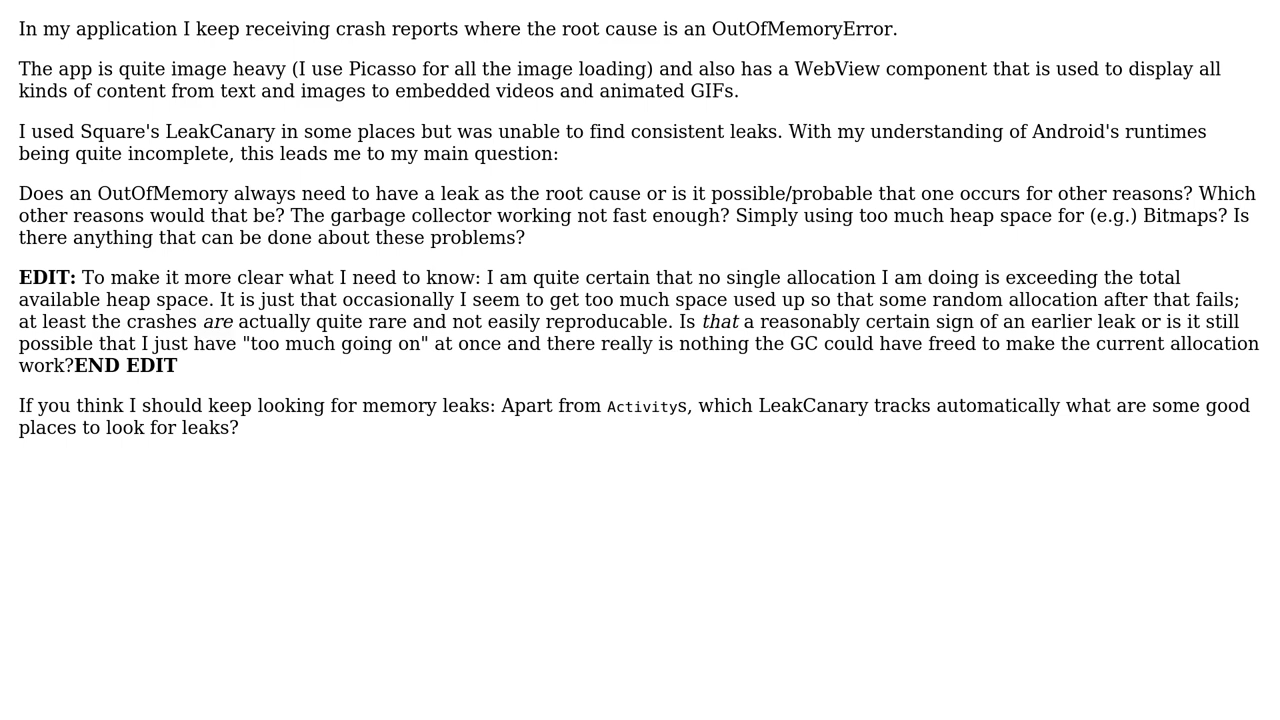 In my application I keep receiving crash reports where the root cause is an OutOfMemoryError.
The app is quite image heavy (I use Picasso for all the image loading) and also has a WebView component that is used to display all
kinds of content from text and images to embedded videos and animated GIFs.
I used Square's LeakCanary in some places but was unable to find consistent leaks. With my understanding of Android's runtimes
being quite incomplete, this leads me to my main question:
Does an OutOfMemory always need to have a leak as the root cause or is it possible/probable that one occurs for other reasons? Which
other reasons would that be? The garbage collector working not fast enough? Simply using too much heap space for (e.g.) Bitmaps? Is
there anything that can be done about these problems?
EDIT: To make it more clear what I need to know: I am quite certain that no single allocation I am doing is exceeding the total
available heap space. It is just that occasionally I seem to get too much space used up so that some random allocation after that fails;
at least the crashes are actually quite rare and not easily reproducable. Is that a reasonably certain sign of an earlier leak or is it still
possible that I just have "too much going on" at once and there really is nothing the GC could have freed to make the current allocation
work?END EDIT
If you think I should keep looking for memory leaks: Apart from Activitys, which LeakCanary tracks automatically what are some good
places to look for leaks?